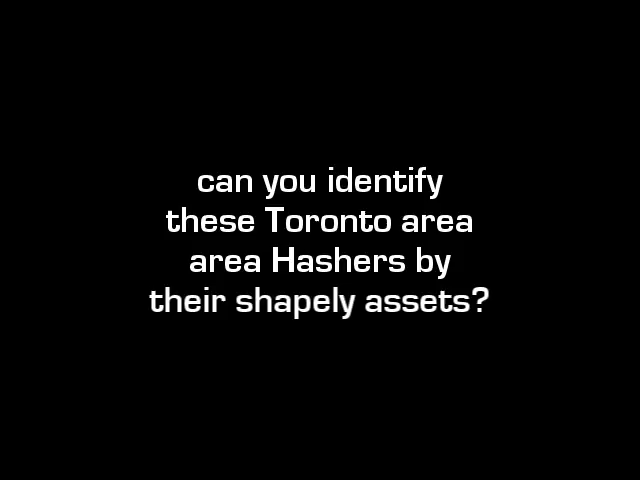 can you identify
these Toronto area
area Hashers by
their shapely assets?